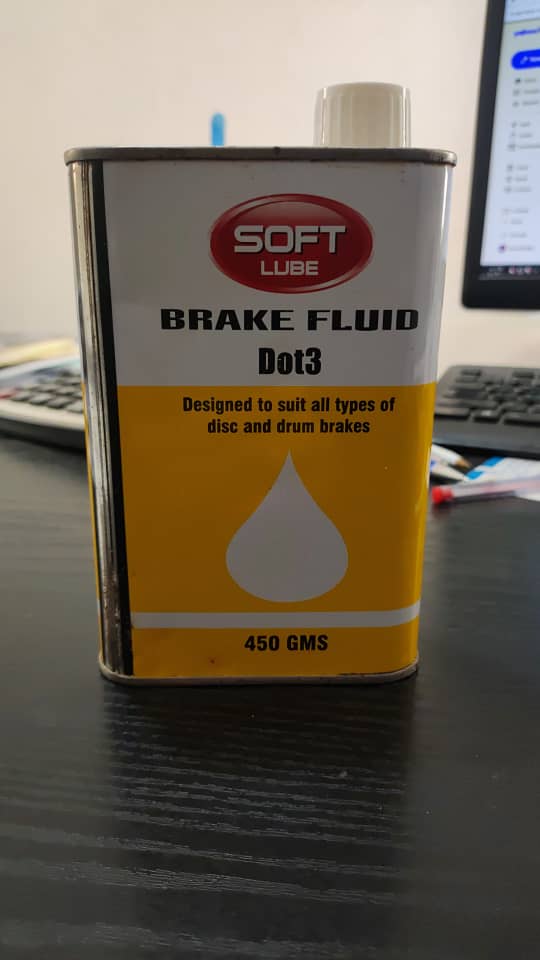 SOFT
LUBE
BRAKE FLUID
Dot3
Designed to suit all types of
disc and drum brakes
450 GMS